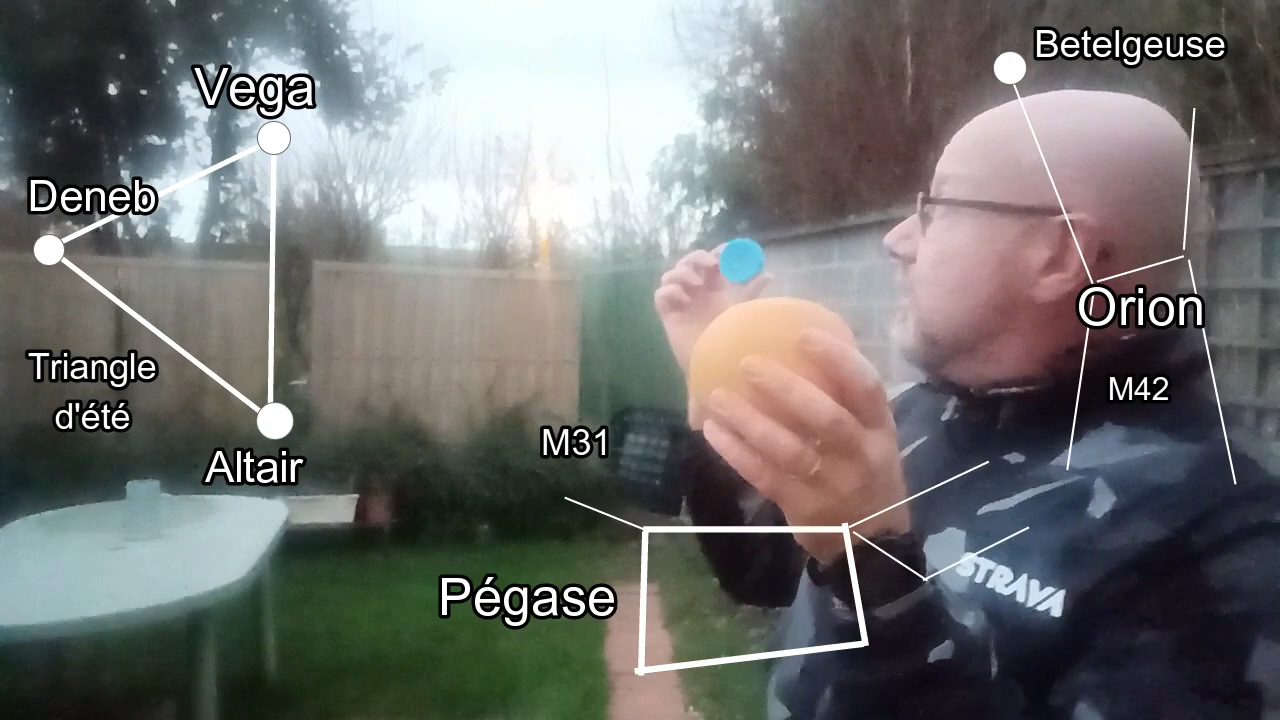 Betelgeuse
Vega
Deneb
Orion
Triangle
d'été
M42
M31
Altair
Pégase
STRAVA